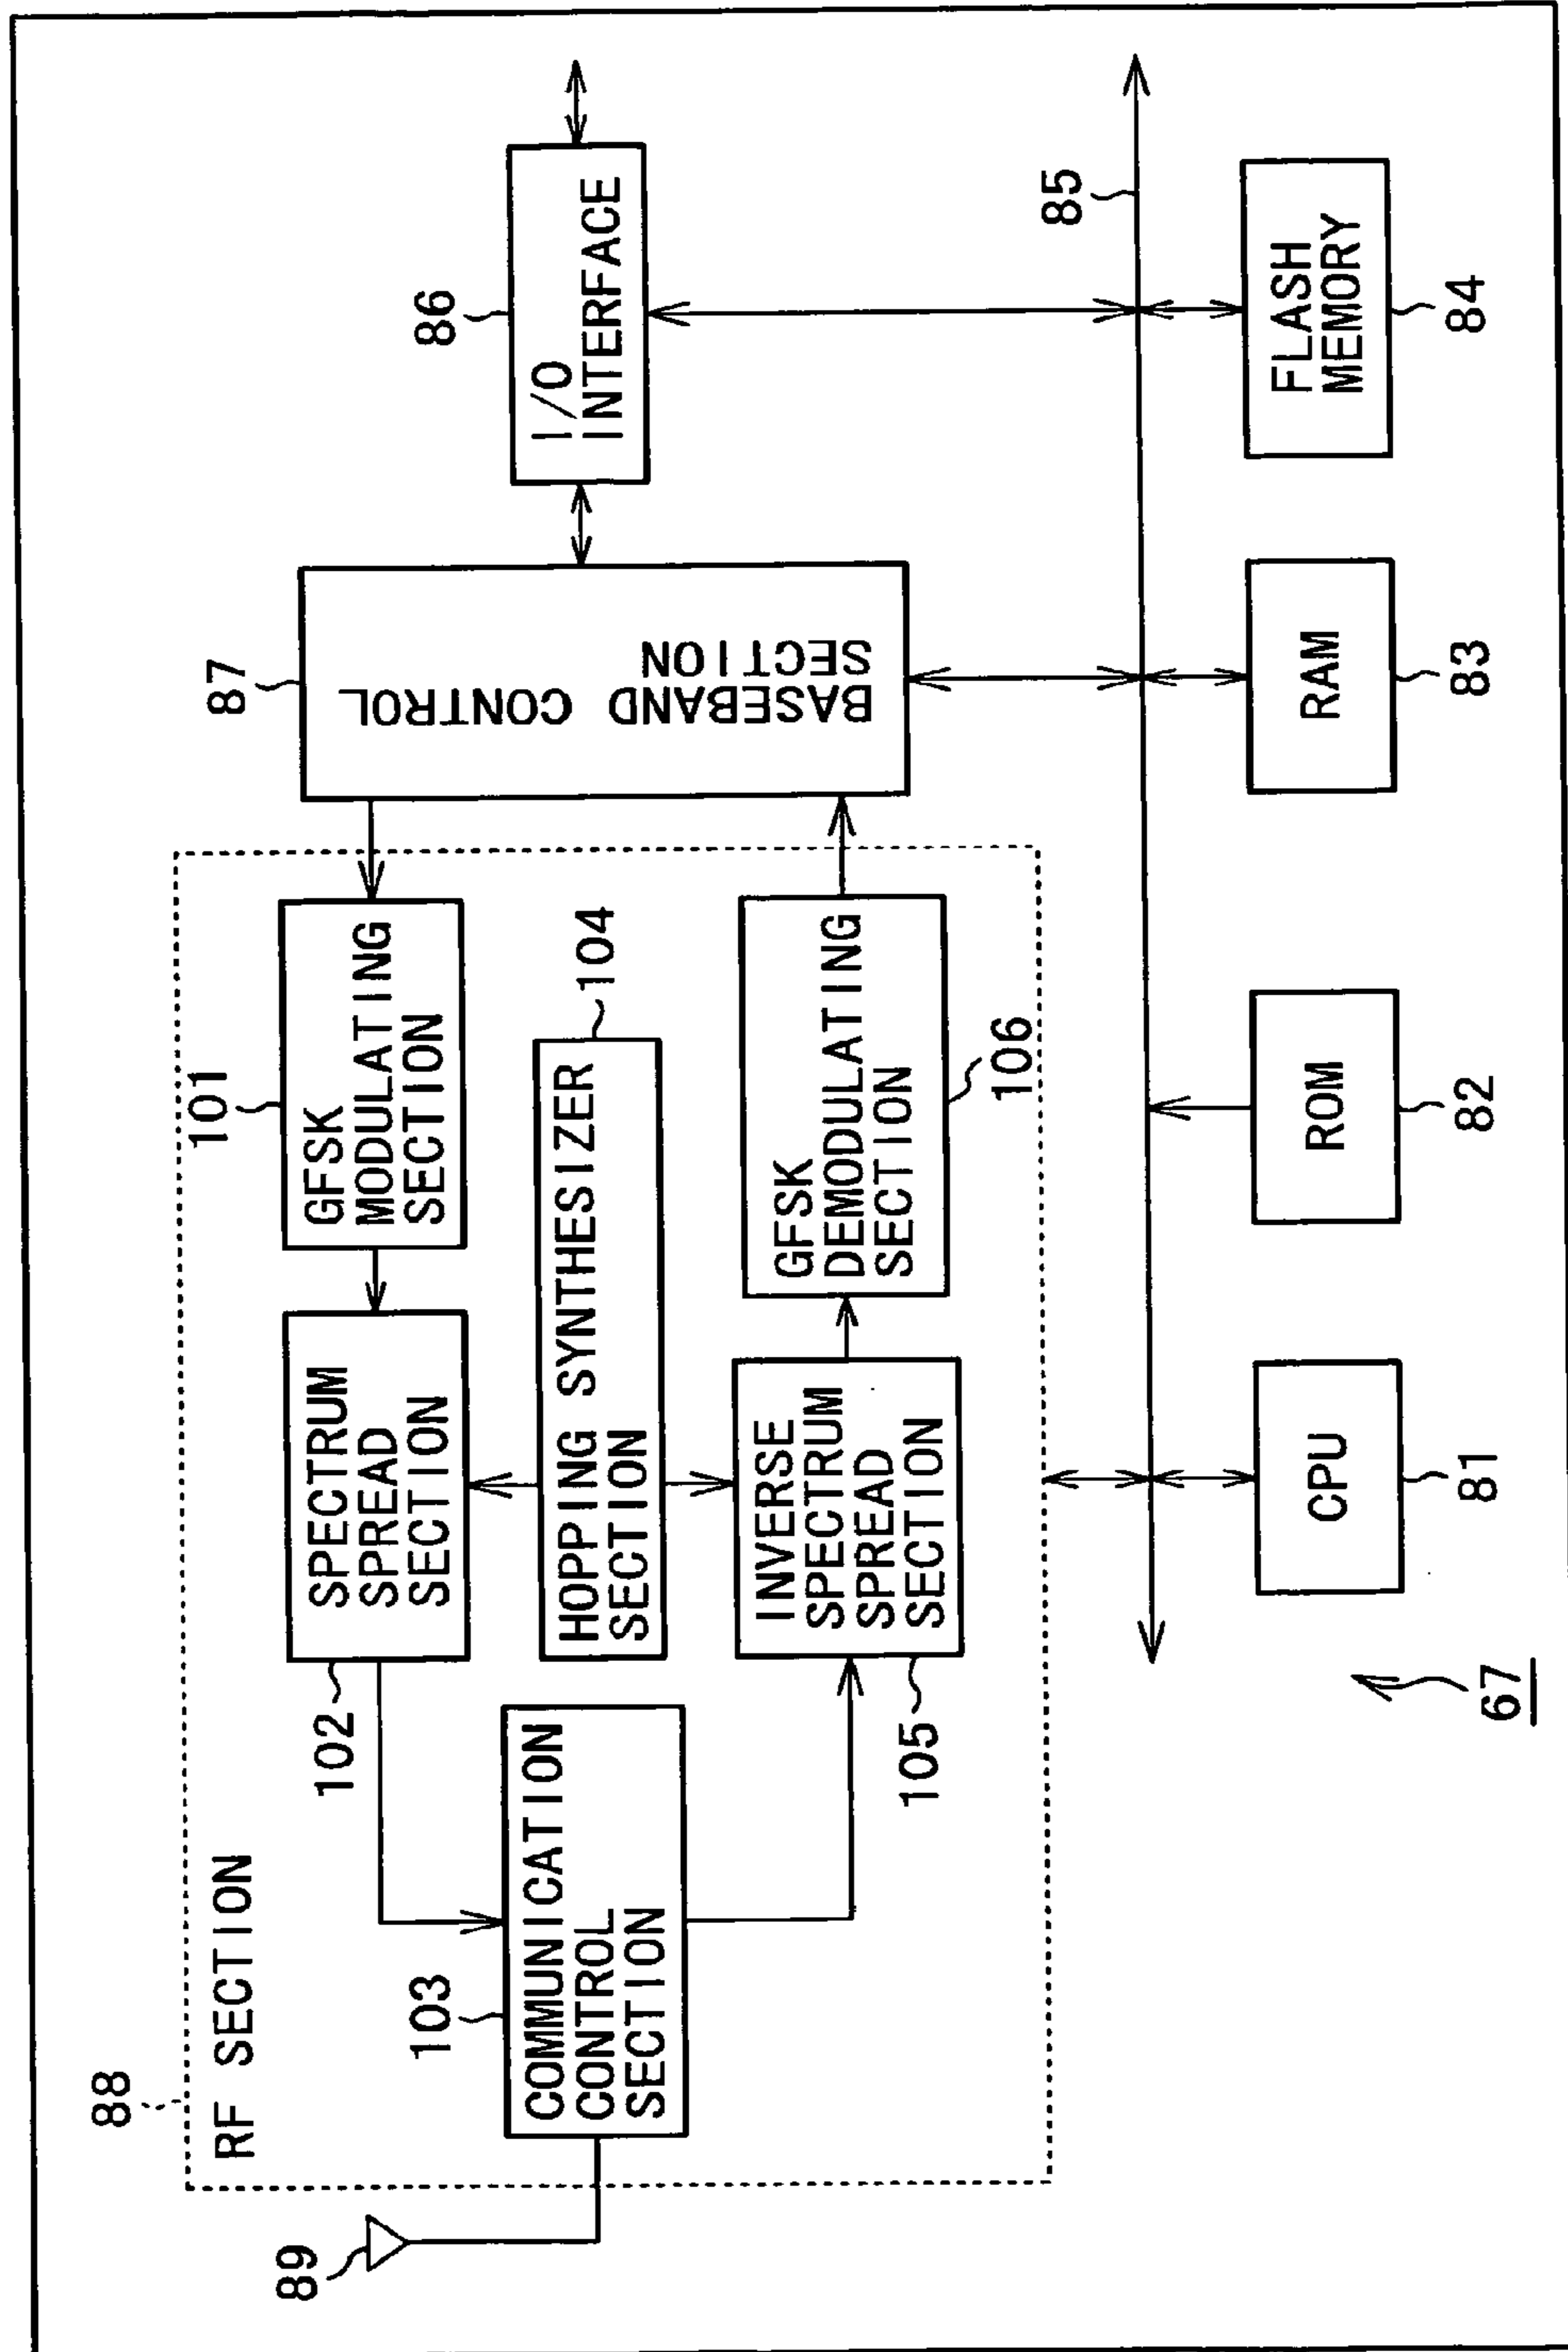 88
RF SECTION
89
103
COMMUNICATION
CONTROL
SECTION
102
SPECTRUM
SPREAD
SECTION
101
GFSK
MODULATING
SECTION
HOPPING SYNTHESIZER
SECTION
104
105
INVERSE
SPECTRUM
SPREAD
SECTION
GFSK
DEMODULATING
SECTION
106
87
BASEBAND CONTROL
SECTION
86
I/O
INTERFACE
85
67
CPU
81
ROM
82
RAM
83
FLASH
MEMORY
84